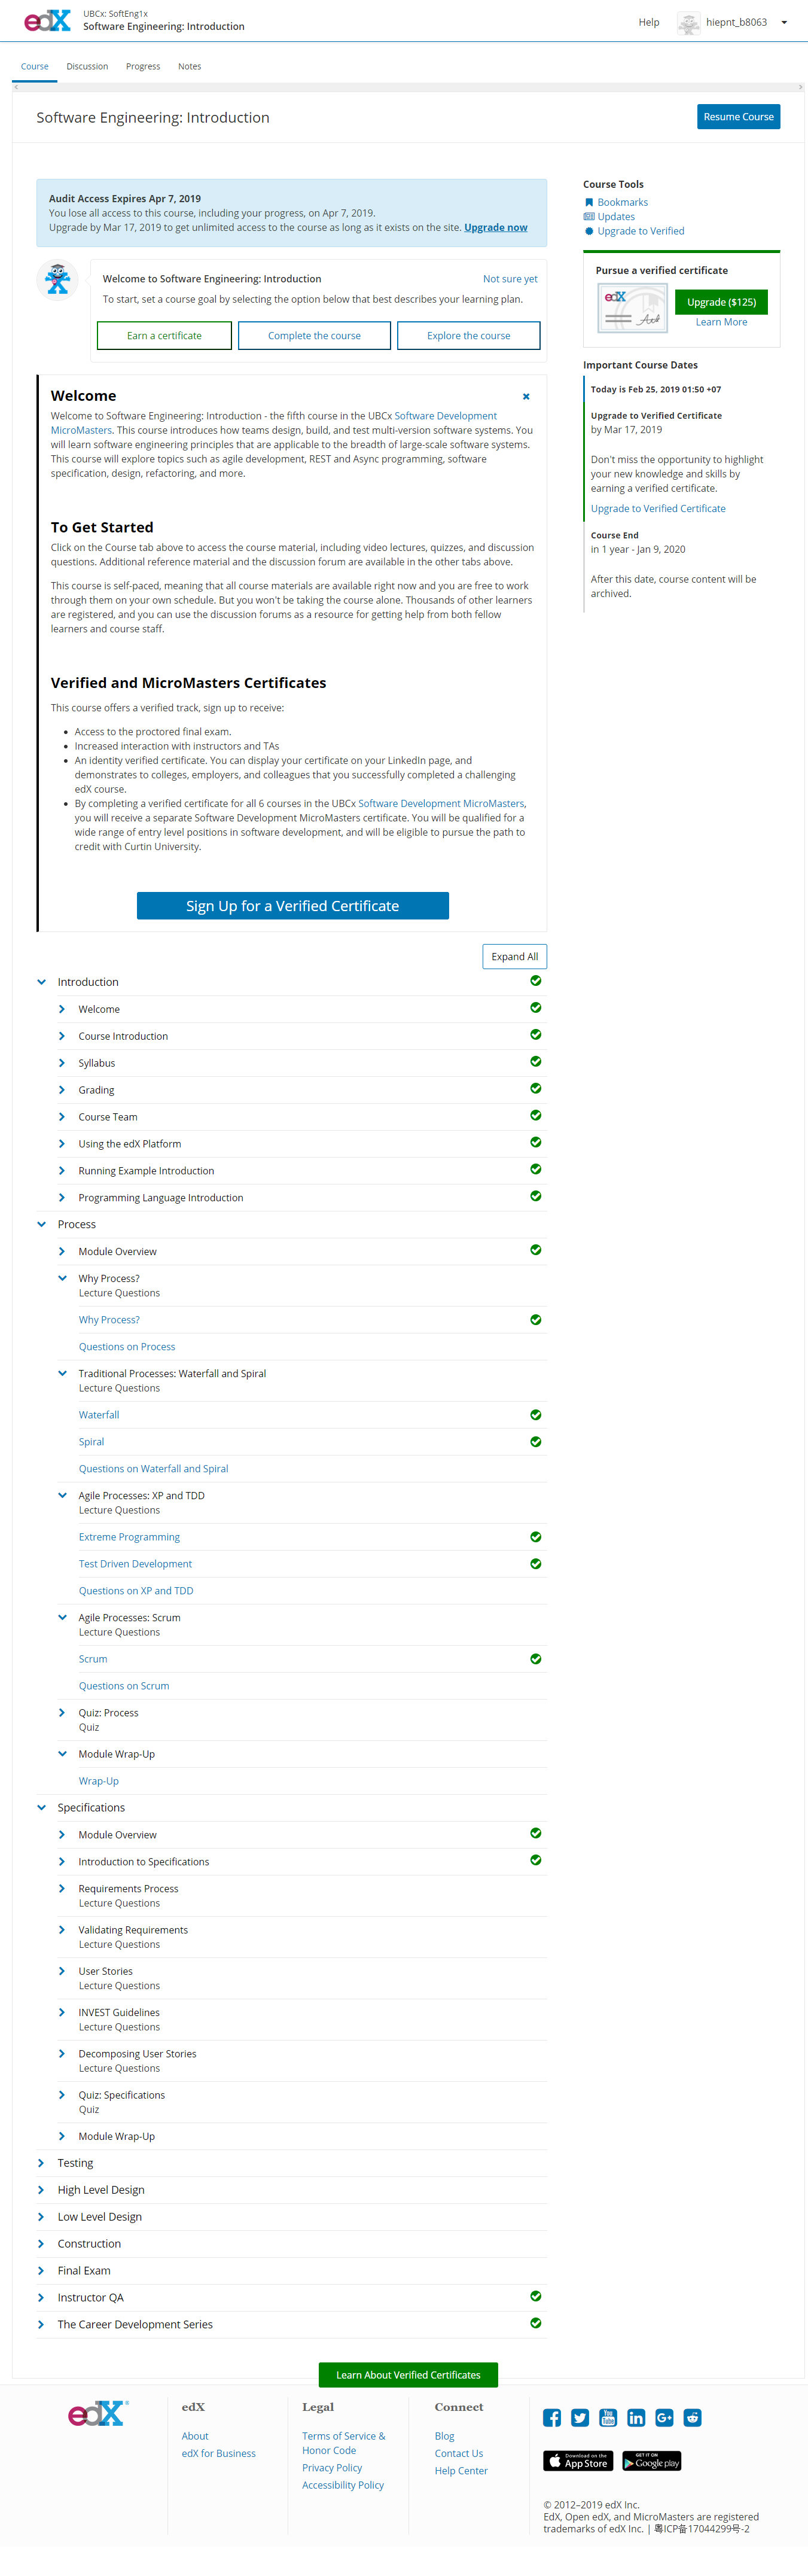 edX
UBCx: SoftEng1x
Software Engineering: Introduction
Help
hiepnt_b8063
Course
Discussion
Progress
Notes
Software Engineering: Introduction
Resume Course
Audit Access Expires Apr 7, 2019
You lose all access to this course, including your progress, on Apr 7, 2019.
Upgrade by Mar 17, 2019 to get unlimited access to the course as long as it exists on the site. Upgrade now
Welcome to Software Engineering: Introduction
Not sure yet
To start, set a course goal by selecting the option below that best describes your learning plan.
Earn a certificate
Complete the course
Explore the course
Welcome
Welcome to Software Engineering: Introduction - the fifth course in the UBCx Software Development
MicroMasters. This course introduces how teams design, build, and test multi-version software systems. You
will learn software engineering principles that are applicable to the breadth of large-scale software systems.
This course will explore topics such as agile development, REST and Async programming, software
specification, design, refactoring, and more.
To Get Started
Click on the Course tab above to access the course material, including video lectures, quizzes, and discussion
questions. Additional reference material and the discussion forum are available in the other tabs above.
This course is self-paced, meaning that all course materials are available right now and you are free to work
through them on your own schedule. But you won't be taking the course alone. Thousands of other learners
are registered, and you can use the discussion forums as a resource for getting help from both fellow
learners and course staff.
Verified and MicroMasters Certificates
This course offers a verified track, sign up to receive:
Access to the proctored final exam.
Increased interaction with instructors and TAs
An identity verified certificate. You can display your certificate on your LinkedIn page, and
demonstrates to colleges, employers, and colleagues that you successfully completed a challenging
edX course.
By completing a verified certificate for all 6 courses in the UBCx Software Development MicroMasters,
you will receive a separate Software Development MicroMasters certificate. You will be qualified for a
wide range of entry level positions in software development, and will be eligible to pursue the path to
credit with Curtin University.
Sign Up for a Verified Certificate
Course Tools
Bookmarks
Updates
Upgrade to Verified
Pursue a verified certificate
edX
Upgrade ($125)
Learn More
Important Course Dates
Today is Feb 25, 2019 01:50 +07
Upgrade to Verified Certificate
by Mar 17, 2019
Don't miss the opportunity to highlight
your new knowledge and skills by
earning a verified certificate.
Upgrade to Verified Certificate
Course End
in 1 year - Jan 9, 2020
After this date, course content will be
archived.
Expand All
Introduction
Welcome
Course Introduction
Syllabus
Grading
Course Team
Using the edX Platform
Running Example Introduction
Programming Language Introduction
Process
Module Overview
Why Process?
Lecture Questions
Why Process?
Questions on Process
Traditional Processes: Waterfall and Spiral
Lecture Questions
Waterfall
Spiral
Questions on Waterfall and Spiral
Agile Processes: XP and TDD
Lecture Questions
Extreme Programming
Test Driven Development
Questions on XP and TDD
Agile Processes: Scrum
Lecture Questions
Scrum
Questions on Scrum
Quiz: Process
Quiz
Module Wrap-Up
Wrap-Up
Specifications
Module Overview
Introduction to Specifications
Requirements Process
Lecture Questions
Validating Requirements
Lecture Questions
User Stories
Lecture Questions
INVEST Guidelines
Lecture Questions
Decomposing User Stories
Lecture Questions
Quiz: Specifications
Quiz
Module Wrap-Up
Testing
High Level Design
Low Level Design
Construction
Final Exam
Instructor QA
The Career Development Series
Learn About Verified Certificates
edX
edX
About
edX for Business
Legal
Terms of Service &
Honor Code
Privacy Policy
Accessibility Policy
Connect
Blog
Contact Us
Help Center
You
Tube
in
G+
Download on the
App Store
GET IT ON
Google play
© 2012–2019 edX Inc.
EdX, Open edX, and MicroMasters are registered
trademarks of edX Inc. | 粤ICP备17044299号-2